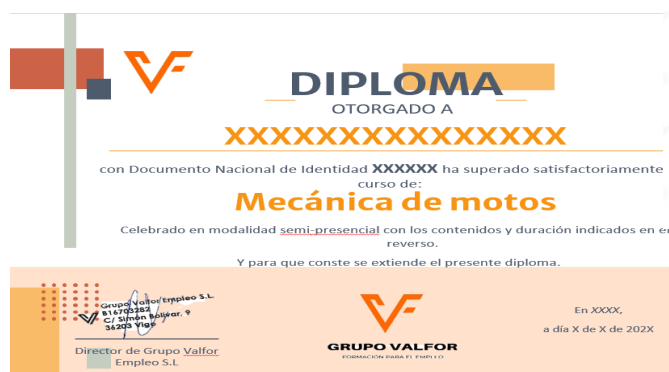 DIPLOMA
OTORGADO A
XXXXXXXXXXXXXXX
con Documento Nacional de Identidad XXXXXX ha superado satisfactoriamente
curso de:
Mecánica de motos
Celebrado en modalidad semi-presencial con los contenidos y duración indicados en e
reverso.
Y para que conste se extiende el presente diploma.
Grupo Valfor Empleo S.L
B16703282
C/ Simón Bolívar, 9
36203 Vigo
Director de Grupo Valfor
Empleo S.L
GRUPO VALFOR
FORMACIÓN PARA EL EMPLEO
En XXXX,
a día X de X de 202X